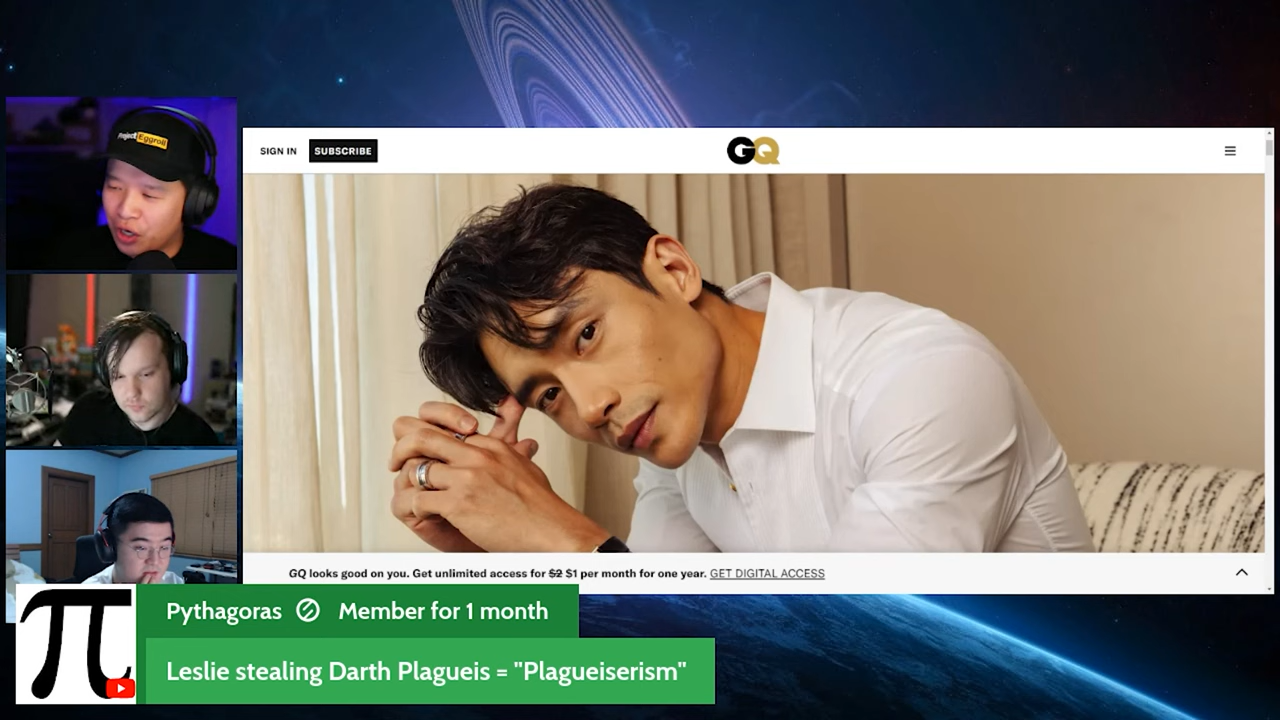 Project Eggroll
SIGN IN
SUBSCRIBE
GQ
GQ looks good on you. Get unlimited access for $2 $1 per month for one year. GET DIGITAL ACCESS
π
Pythagoras Member for 1 month
Leslie stealing Darth Plagueis = "Plagueiserism"